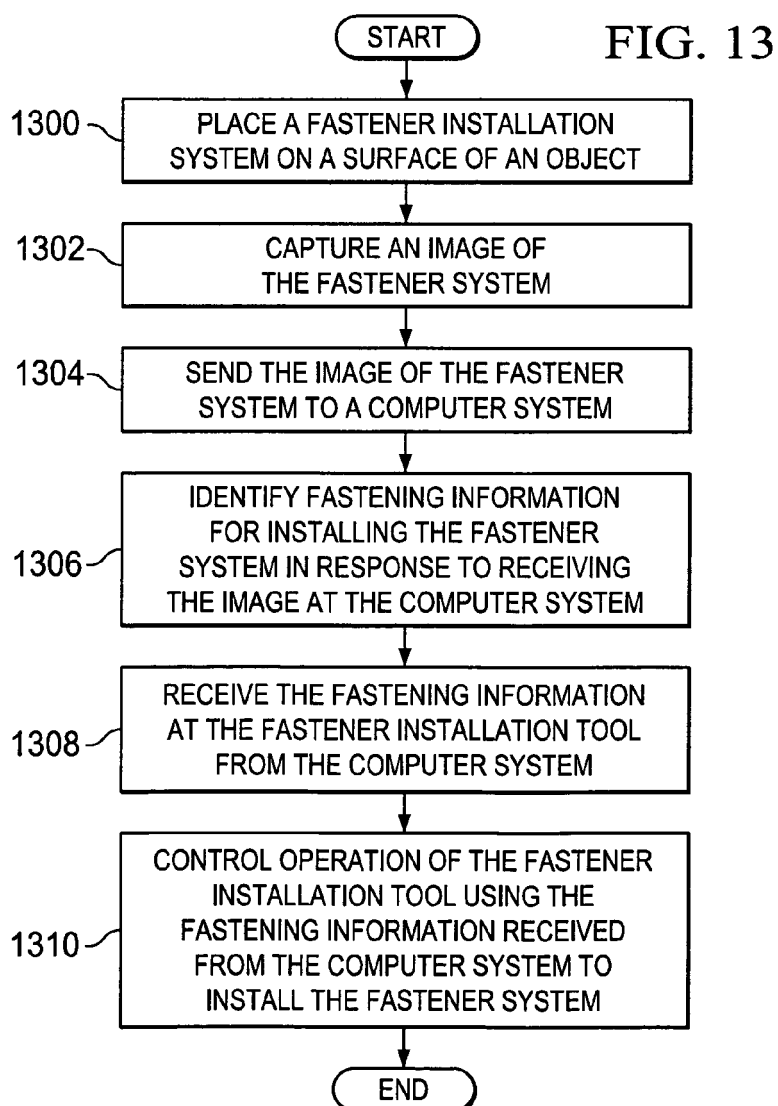 START
FIG. 13
1300
PLACE A FASTENER INSTALLATION
SYSTEM ON A SURFACE OF AN OBJECT
1302
CAPTURE AN IMAGE OF
THE FASTENER SYSTEM
1304
SEND THE IMAGE OF THE FASTENER
SYSTEM TO A COMPUTER SYSTEM
1306
IDENTIFY FASTENING INFORMATION
FOR INSTALLING THE FASTENER
SYSTEM IN RESPONSE TO RECEIVING
THE IMAGE AT THE COMPUTER SYSTEM
1308
RECEIVE THE FASTENING INFORMATION
AT THE FASTENER INSTALLATION TOOL
FROM THE COMPUTER SYSTEM
1310
CONTROL OPERATION OF THE FASTENER
INSTALLATION TOOL USING THE
FASTENING INFORMATION RECEIVED
FROM THE COMPUTER SYSTEM TO
INSTALL THE FASTENER SYSTEM
END